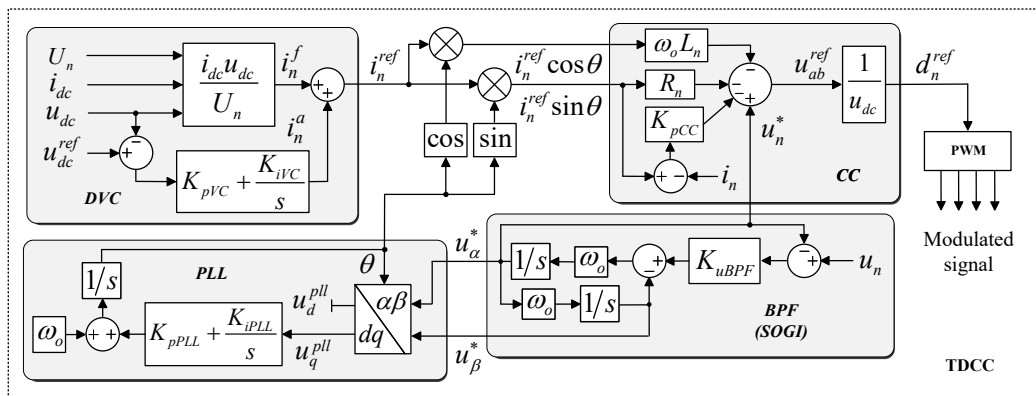 U_n
i_dc
u_dc
u_dc^ref
i_dc u_dc
U_n
i_n^f
i_n^a
-
+
+
K_pVC + K_iVC
s
DVC
i_n^ref
cos
sin
i_n^ref cosθ
i_n^ref sinθ
ω_o L_n
R_n
K_pCC
+
-
i_n
-
-
-
+
u_n^*
u_ab^ref
1
u_dc
CC
d_n^ref
PWM
Modulated
signal
PLL
θ
1/s
ω_o
+
+
K_pPLL + K_iPLL
s
u_d^pll
u_q^pll
αβ
dq
u_α^*
u_β^*
1/s
ω_o
ω_o
1/s
-
-
K_uBPF
-
+
u_n
BPF
(SOGI)
TDCC